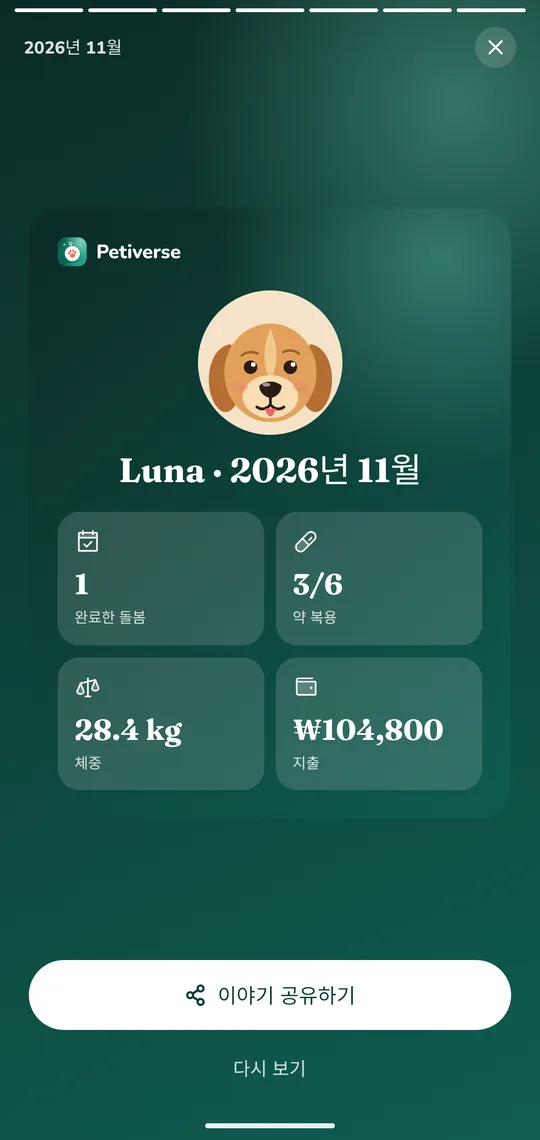 2026년 11월
Petiverse
Luna · 2026년 11월
1
완료한 돌봄
3/6
약 복용
28.4 kg
체중
₩104,800
지출
이야기 공유하기
다시 보기